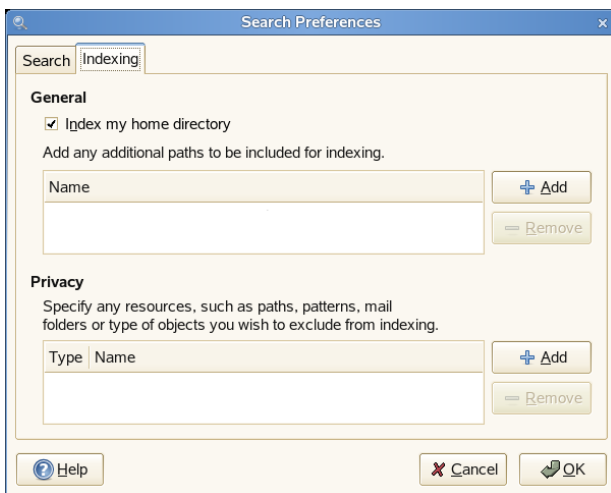 Search Preferences
Search Indexing
General
Index my home directory
Add any additional paths to be included for indexing.
Name
Add
Remove
Privacy
Specify any resources, such as paths, patterns, mail
folders or type of objects you wish to exclude from indexing.
Type Name
Add
Remove
Help Cancel OK